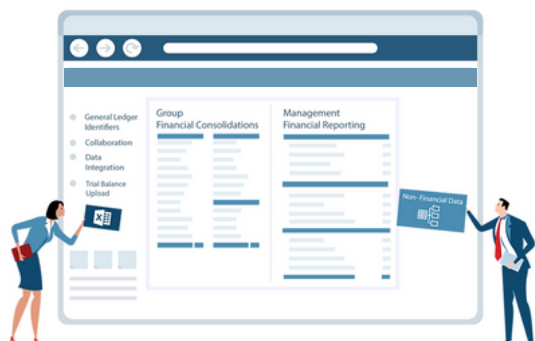 General Ledger
Identifiers
Collaboration
Data
Integration
Trial Balance
Upload
Group
Financial Consolidations
Management
Financial Reporting
X
Non- Financial Data